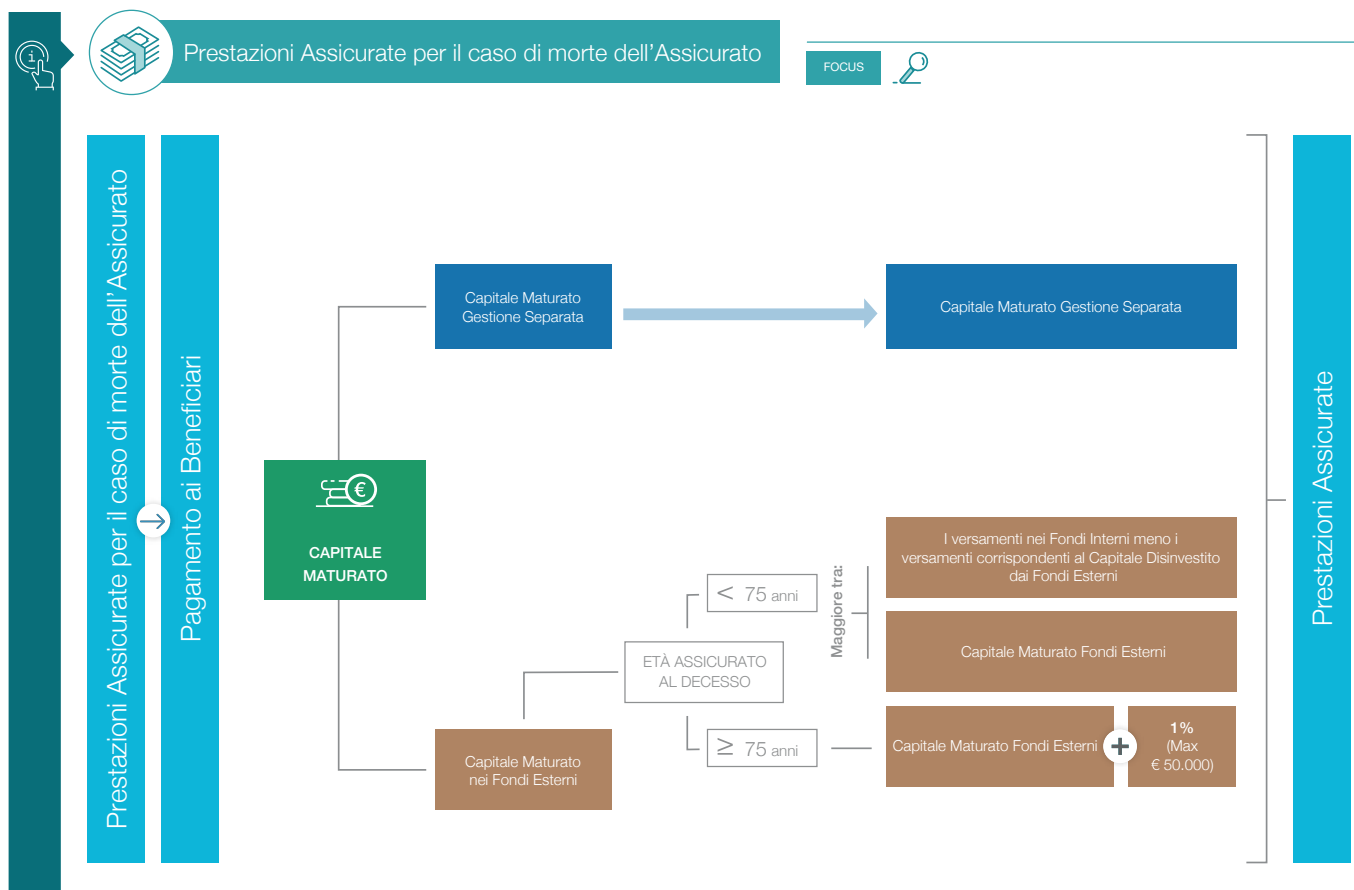 Prestazioni Assicurate per il caso di morte dell'Assicurato
FOCUS
Prestazioni Assicurate per il caso di morte dell'Assicurato
Pagamento ai Beneficiari
CAPITALE
MATURATO
Capitale Maturato
Gestione Separata
Capitale Maturato Gestione Separata
Capitale Maturato
nei Fondi Esterni
ETÀ ASSICURATO
AL DECESSO
< 75 anni
Maggiore tra:
I versamenti nei Fondi Interni meno i
versamenti corrispondenti al Capitale Disinvestito
dai Fondi Esterni
Capitale Maturato Fondi Esterni
≥ 75 anni
Capitale Maturato Fondi Esterni
+
1%
(Max
€ 50.000)
Prestazioni Assicurate